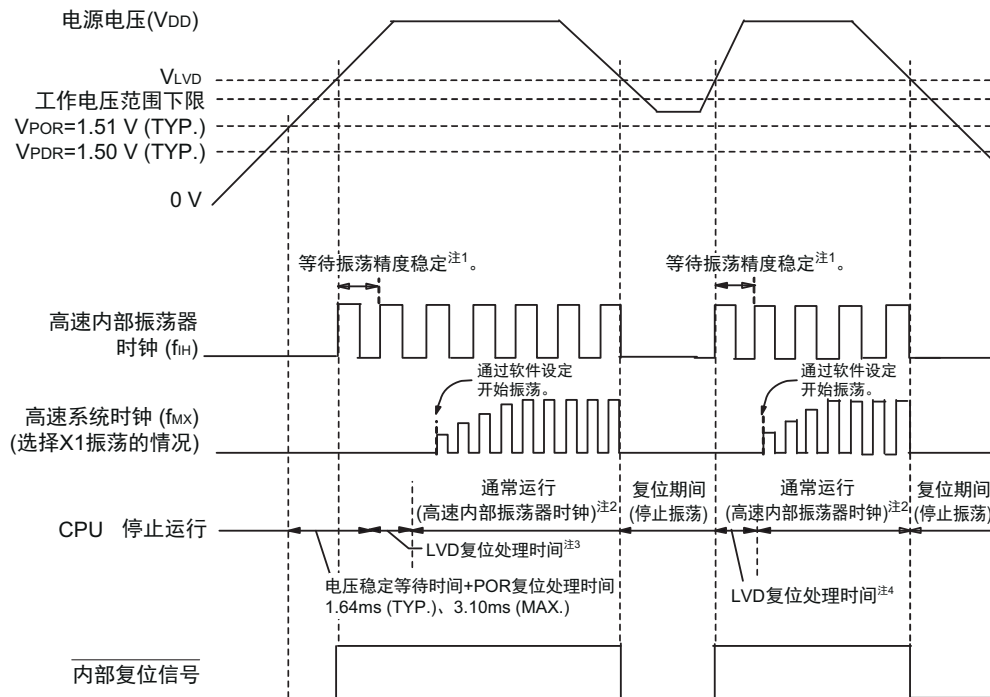 电源电压(VDD)
VLVD
工作电压范围下限
VPOR=1.51 V (TYP.)
VPDR=1.50 V (TYP.)
0 V
等待振荡精度稳定注1。
等待振荡精度稳定注1。
高速内部振荡器
时钟 (fIH)
通过软件设定
开始振荡。
通过软件设定
开始振荡。
高速系统时钟 (fMX)
(选择X1振荡的情况)
通常运行
(高速内部振荡器时钟)注2
复位期间
(停止振荡)
通常运行
(高速内部振荡器时钟)注2
复位期间
(停止振荡)
CPU 停止运行
LVD复位处理时间注3
电压稳定等待时间+POR复位处理时间
1.64ms (TYP.)、3.10ms (MAX.)
LVD复位处理时间注4
内部复位信号